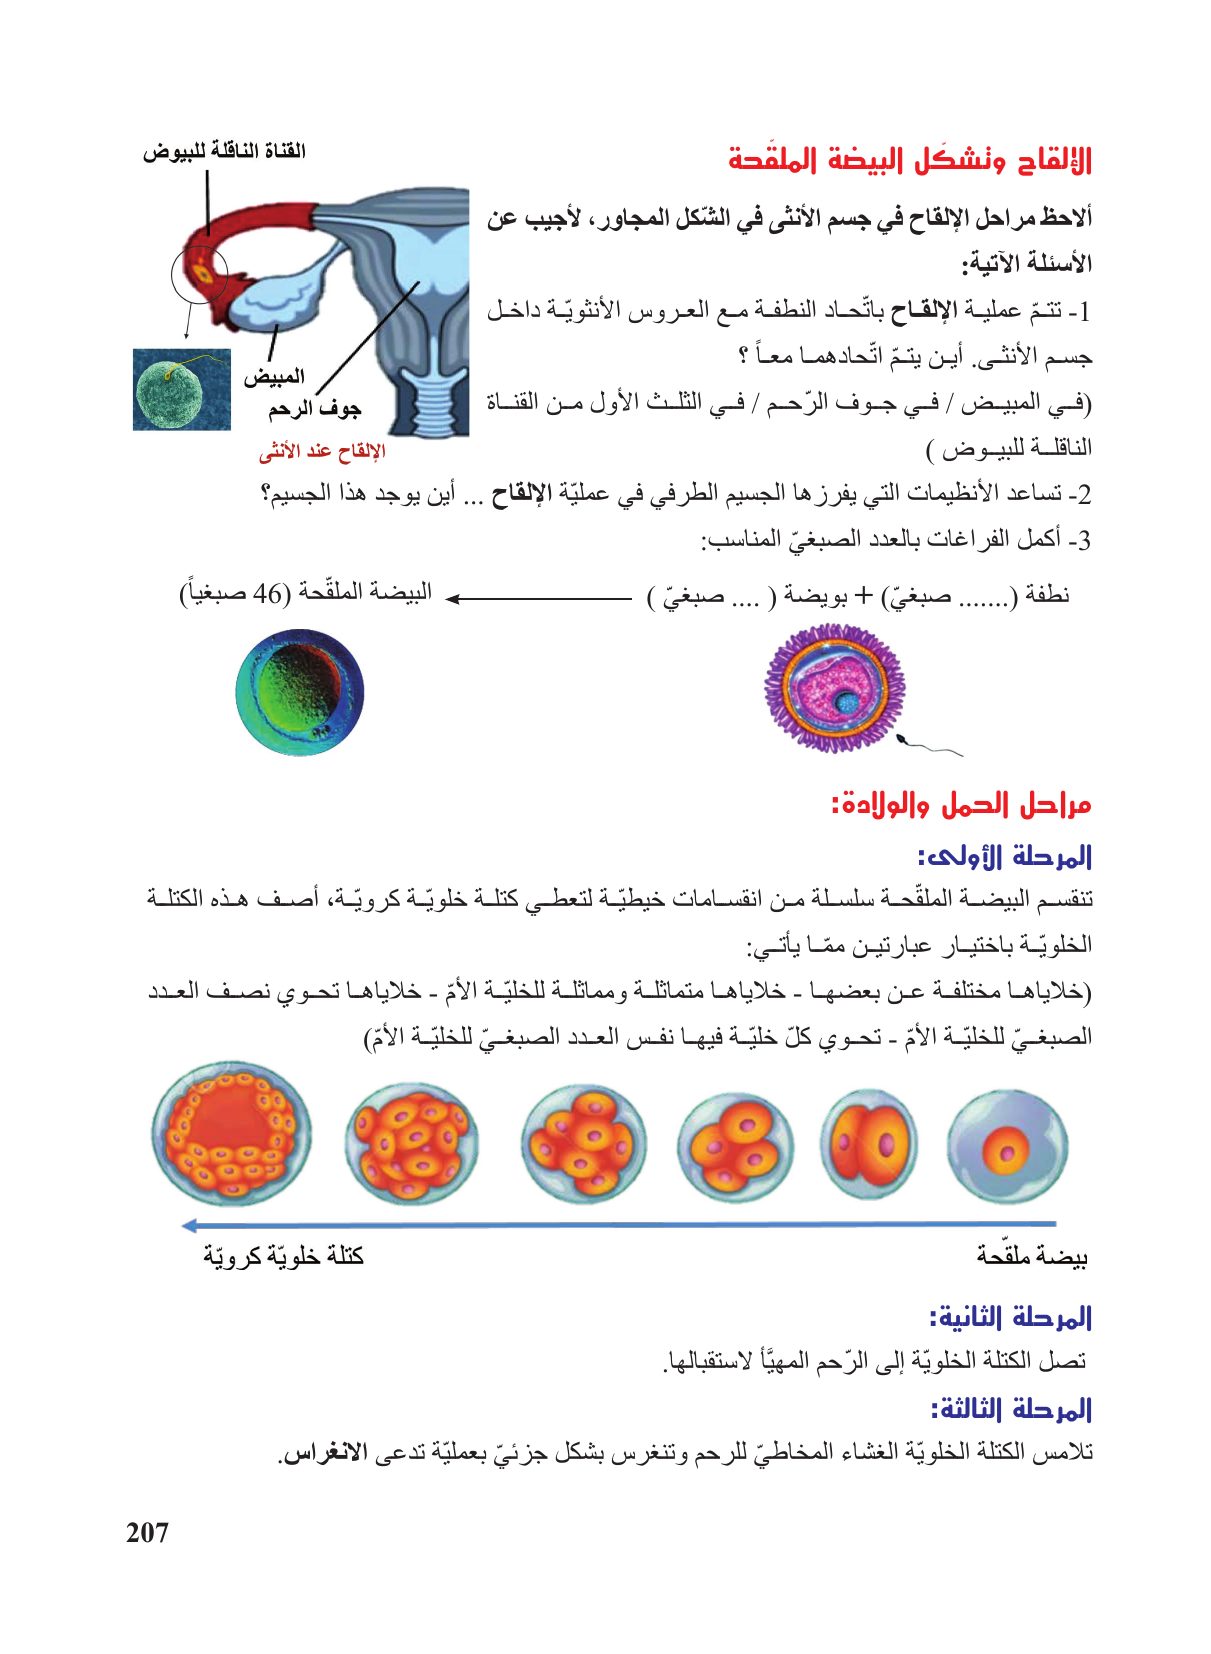 الإلقاح وتشكّل البيضة الملقّحة
ألاحظ مراحل الإلقاح في جسم الأنثى في الشّكل المجاور، لأجيب عن
الأسئلة الآتية:
1- تتمّ عملية الإلقاح باتّحاد النطفة مع العروس الأنثويّة داخل
جسم الأنثى. أين يتمّ اتّحادهما معاً ؟
(في المبيض / في جوف الرّحم / في الثلث الأول من القناة
الناقلة للبيوض )
القناة الناقلة للبيوض
المبيض
جوف الرحم
الإلقاح عند الأنثى
2- تساعد الأنظيمات التي يفرزها الجسيم الطرفي في عمليّة الإلقاح ... أين يوجد هذا الجسيم؟
3- أكمل الفراغات بالعدد الصبغيّ المناسب:
نطفة (....... صبغيّ) + بويضة ( .... صبغيّ ) البيضة الملقّحة (46 صبغياً)
مراحل الحمل والولادة:
المرحلة الأولى:
تنقسم البيضة الملقّحة سلسلة من انقسامات خيطيّة لتعطي كتلة خلويّة كرويّة، أصف هذه الكتلة
الخلويّة باختيار عبارتين ممّا يأتي:
(خلاياها مختلفة عن بعضها - خلاياها متماثلة ومماثلة للخليّة الأمّ - خلاياها تحوي نصف العدد
الصبغيّ للخليّة الأمّ - تحوي كلّ خليّة فيها نفس العدد الصبغيّ للخليّة الأمّ)
بيضة ملقّحة
كتلة خلويّة كرويّة
المرحلة الثانية:
تصل الكتلة الخلويّة إلى الرّحم المهيَّأ لاستقبالها.
المرحلة الثالثة:
تلامس الكتلة الخلويّة الغشاء المخاطيّ للرحم وتنغرس بشكل جزئيّ بعمليّة تدعى الانغراس.
207